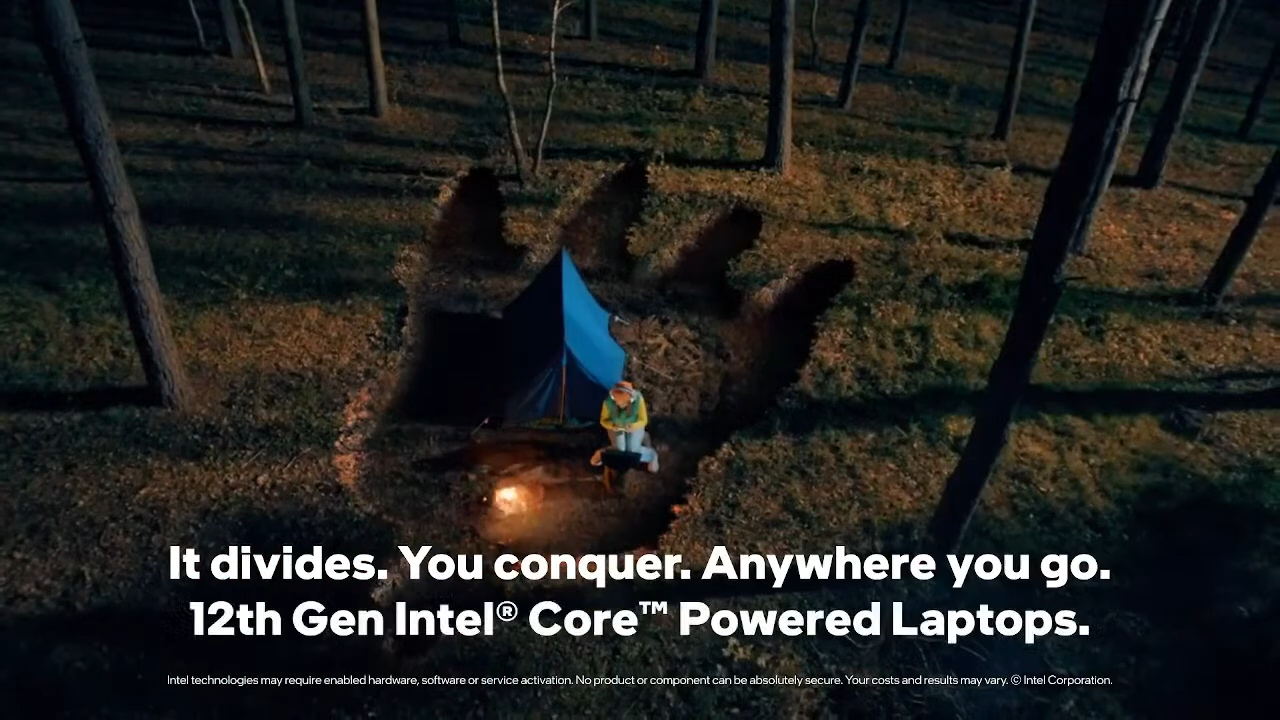 It divides. You conquer. Anywhere you go.
12th Gen Intel® Core™ Powered Laptops.
Intel technologies may require enabled hardware, software or service activation. No product or component can be absolutely secure. Your costs and results may vary. © Intel Corporation.